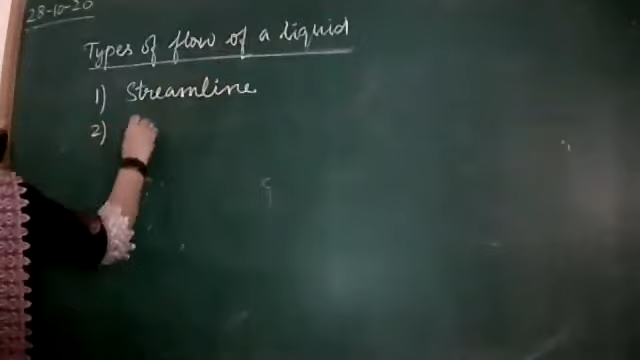 28-10-20
Types of flow of a liquid
1) Streamline
2)